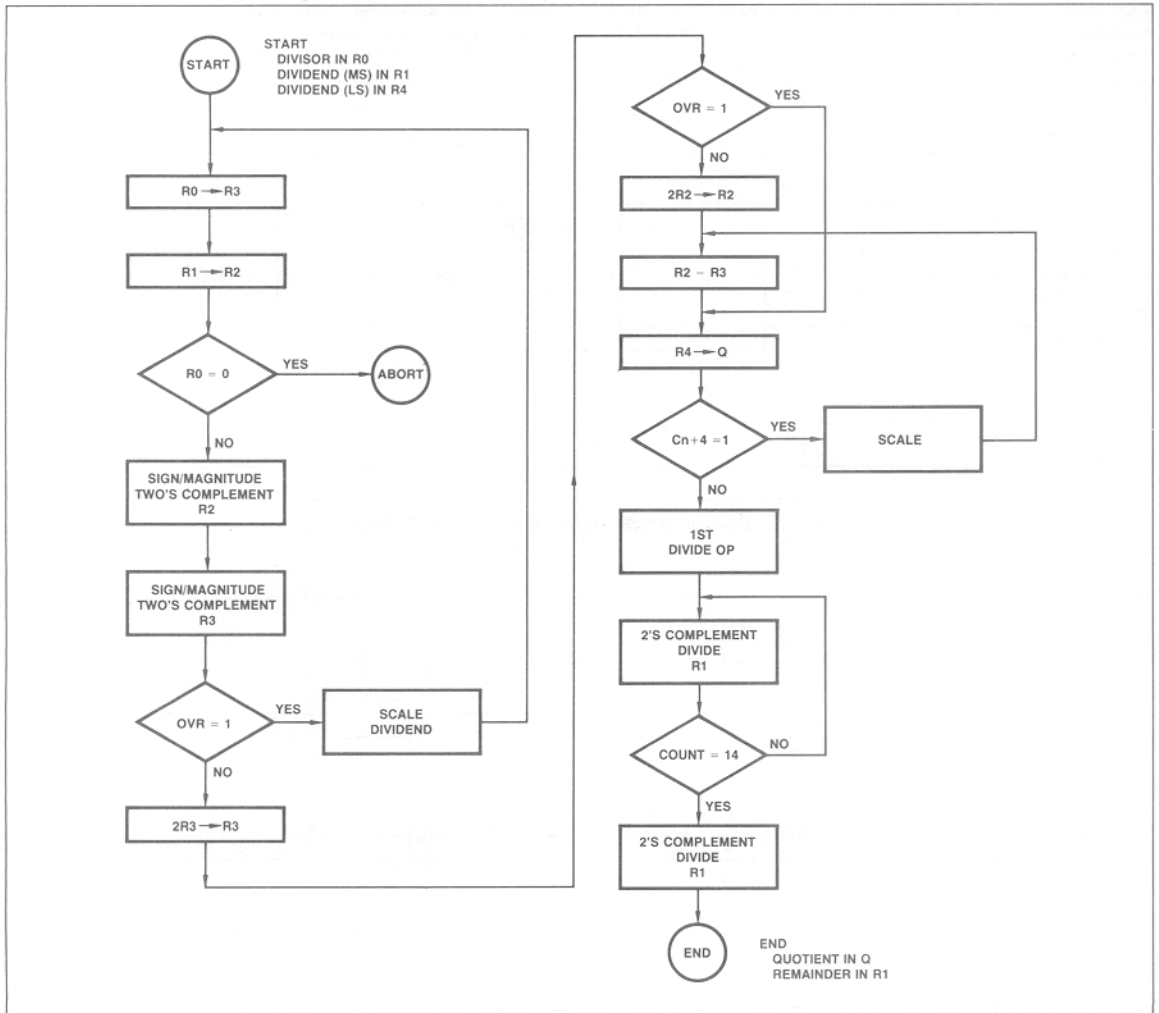 START
START
DIVISOR IN R0
DIVIDEND (MS) IN R1
DIVIDEND (LS) IN R4
R0 → R3
R1 → R2
R0 = 0
YES
ABORT
NO
SIGN/MAGNITUDE
TWO'S COMPLEMENT
R2
SIGN/MAGNITUDE
TWO'S COMPLEMENT
R3
OVR = 1
YES
SCALE
DIVIDEND
NO
2R3 → R3
OVR = 1
YES
NO
2R2 → R2
R2 − R3
R4 → Q
Cn+4 =1
YES
SCALE
NO
1ST
DIVIDE OP
2'S COMPLEMENT
DIVIDE
R1
COUNT = 14
NO
YES
2'S COMPLEMENT
DIVIDE
R1
END
END
QUOTIENT IN Q
REMAINDER IN R1